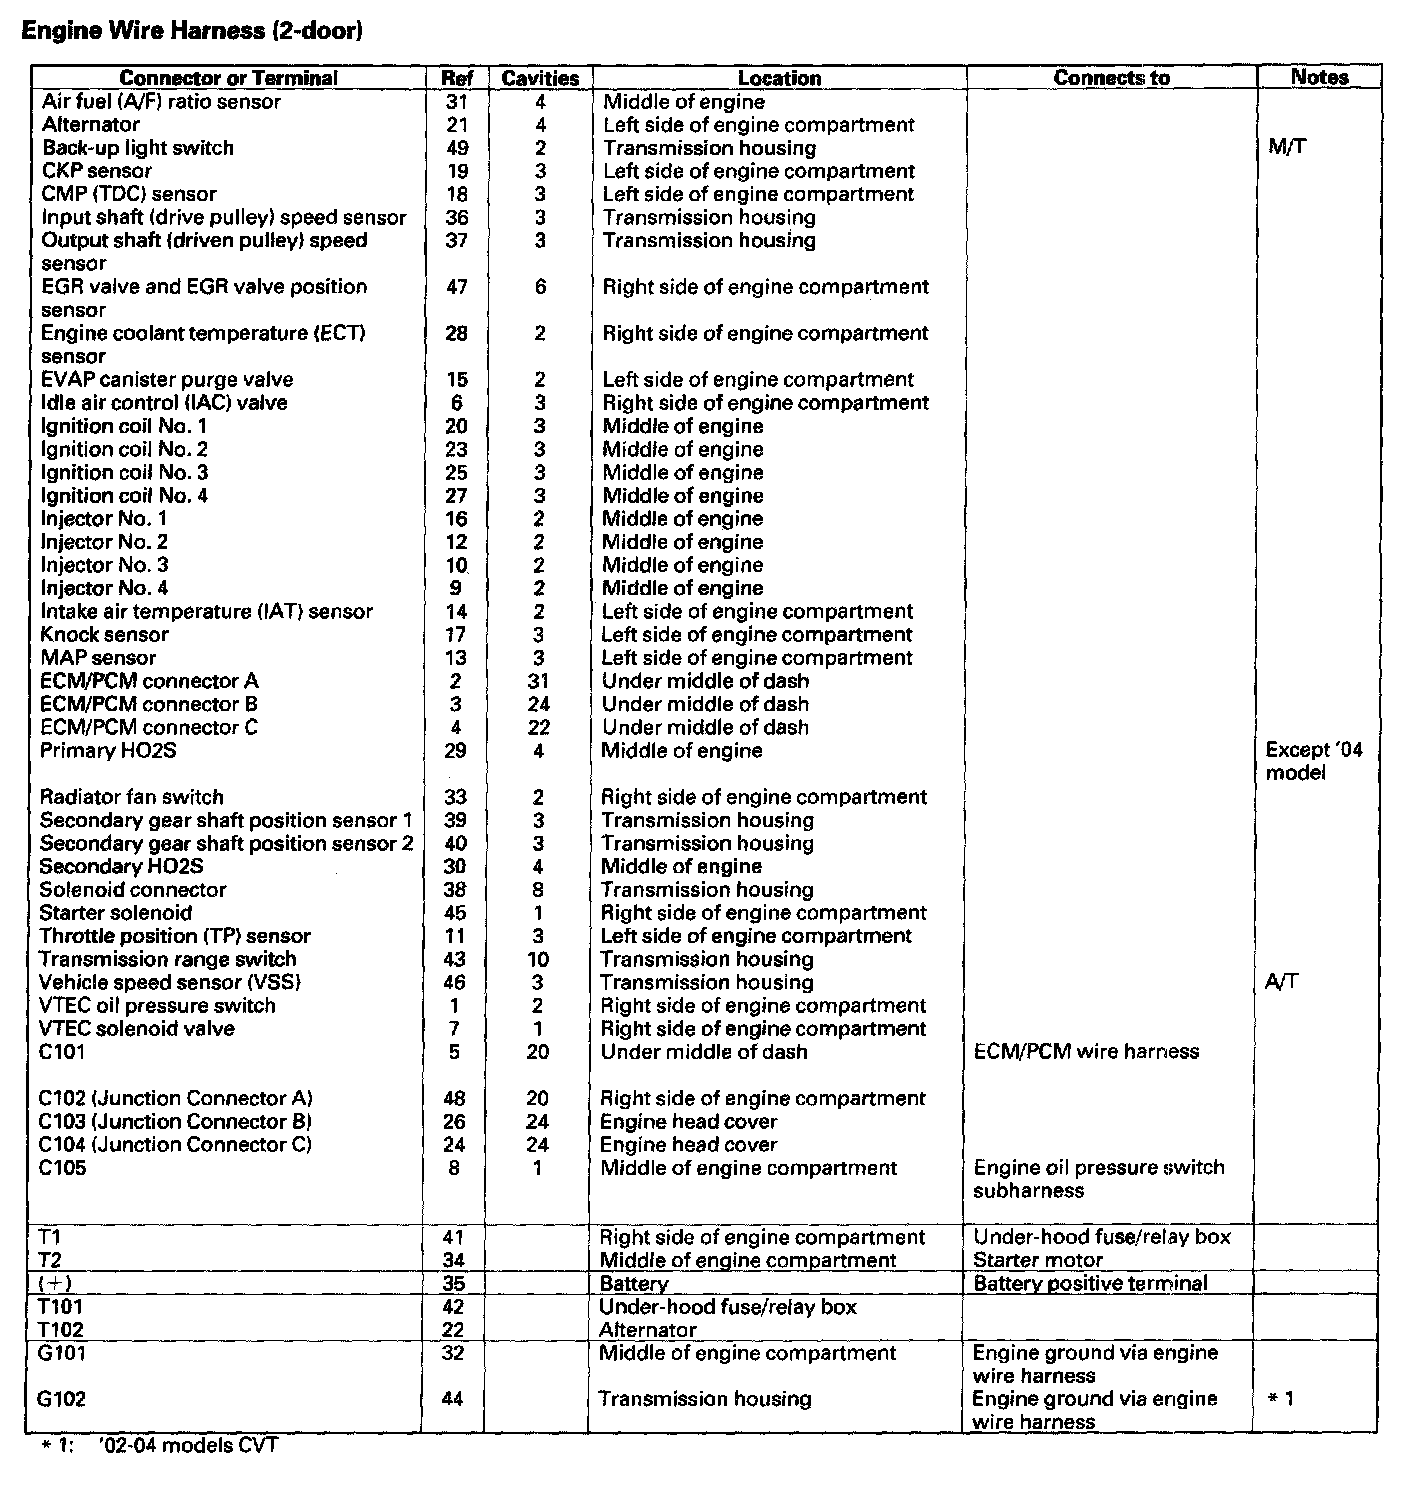 Engine Wire Harness (2-door)
Connector or Terminal Ref Cavities Location Connects to Notes
Air fuel (A/F) ratio sensor 31 4 Middle of engine
Alternator 21 4 Left side of engine compartment
Back-up light switch 49 2 Transmission housing M/T
CKP sensor 19 3 Left side of engine compartment
CMP (TDC) sensor 18 3 Left side of engine compartment
Input shaft (drive pulley) speed sensor 36 3 Transmission housing
Output shaft (driven pulley) speed 37 3 Transmission housing
sensor
EGR valve and EGR valve position 47 6 Right side of engine compartment
sensor
Engine coolant temperature (ECT) 28 2 Right side of engine compartment
sensor
EVAP canister purge valve 15 2 Left side of engine compartment
Idle air control (IAC) valve 6 3 Right side of engine compartment
Ignition coil No. 1 20 3 Middle of engine
Ignition coil No. 2 23 3 Middle of engine
Ignition coil No. 3 25 3 Middle of engine
Ignition coil No. 4 27 3 Middle of engine
Injector No. 1 16 2 Middle of engine
Injector No. 2 12 2 Middle of engine
Injector No. 3 10 2 Middle of engine
Injector No. 4 9 2 Middle of engine
Intake air temperature (IAT) sensor 14 2 Left side of engine compartment
Knock sensor 17 3 Left side of engine compartment
MAP sensor 13 3 Left side of engine compartment
ECM/PCM connector A 2 31 Under middle of dash
ECM/PCM connector B 3 24 Under middle of dash
ECM/PCM connector C 4 22 Under middle of dash
Primary HO2S 29 4 Middle of engine Except '04
model
Radiator fan switch 33 2 Right side of engine compartment
Secondary gear shaft position sensor 1 39 3 Transmission housing
Secondary gear shaft position sensor 2 40 3 Transmission housing
Secondary HO2S 30 4 Middle of engine
Solenoid connector 38 8 Transmission housing
Starter solenoid 45 1 Right side of engine compartment
Throttle position (TP) sensor 11 3 Left side of engine compartment
Transmission range switch 43 10 Transmission housing
Vehicle speed sensor (VSS) 46 3 Transmission housing A/T
VTEC oil pressure switch 1 2 Right side of engine compartment
VTEC solenoid valve 7 1 Right side of engine compartment
C101 5 20 Under middle of dash ECM/PCM wire harness
C102 (Junction Connector A) 48 20 Right side of engine compartment
C103 (Junction Connector B) 26 24 Engine head cover
C104 (Junction Connector C) 24 24 Engine head cover
C105 8 1 Middle of engine compartment Engine oil pressure switch
subharness
T1 41 Right side of engine compartment Under-hood fuse/relay box
T2 34 Middle of engine compartment Starter motor
(+) 35 Battery Battery positive terminal
T101 42 Under-hood fuse/relay box
T102 22 Alternator
G101 32 Middle of engine compartment Engine ground via engine
wire harness
G102 44 Transmission housing Engine ground via engine * 1
wire harness
* 1: '02-04 models CVT